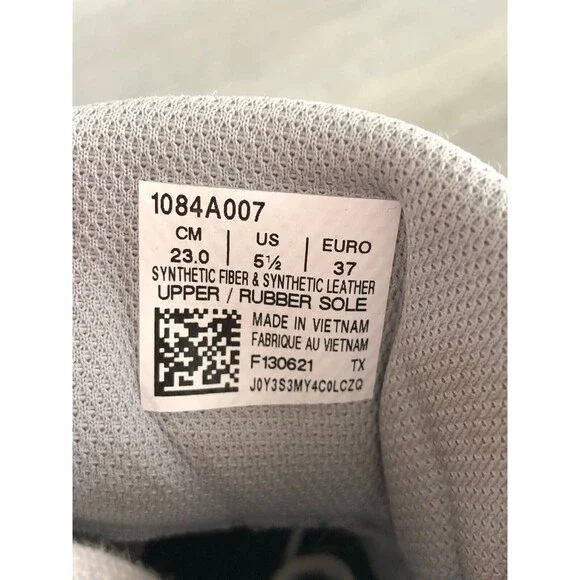 1084A007
CM | US | EURO
23.0 | 5½ | 37
SYNTHETIC FIBER & SYNTHETIC LEATHER
UPPER / RUBBER SOLE
MADE IN VIETNAM
FABRIQUE AU VIETNAM
F130621 TX
J0Y3S3MY4C0LCZQ